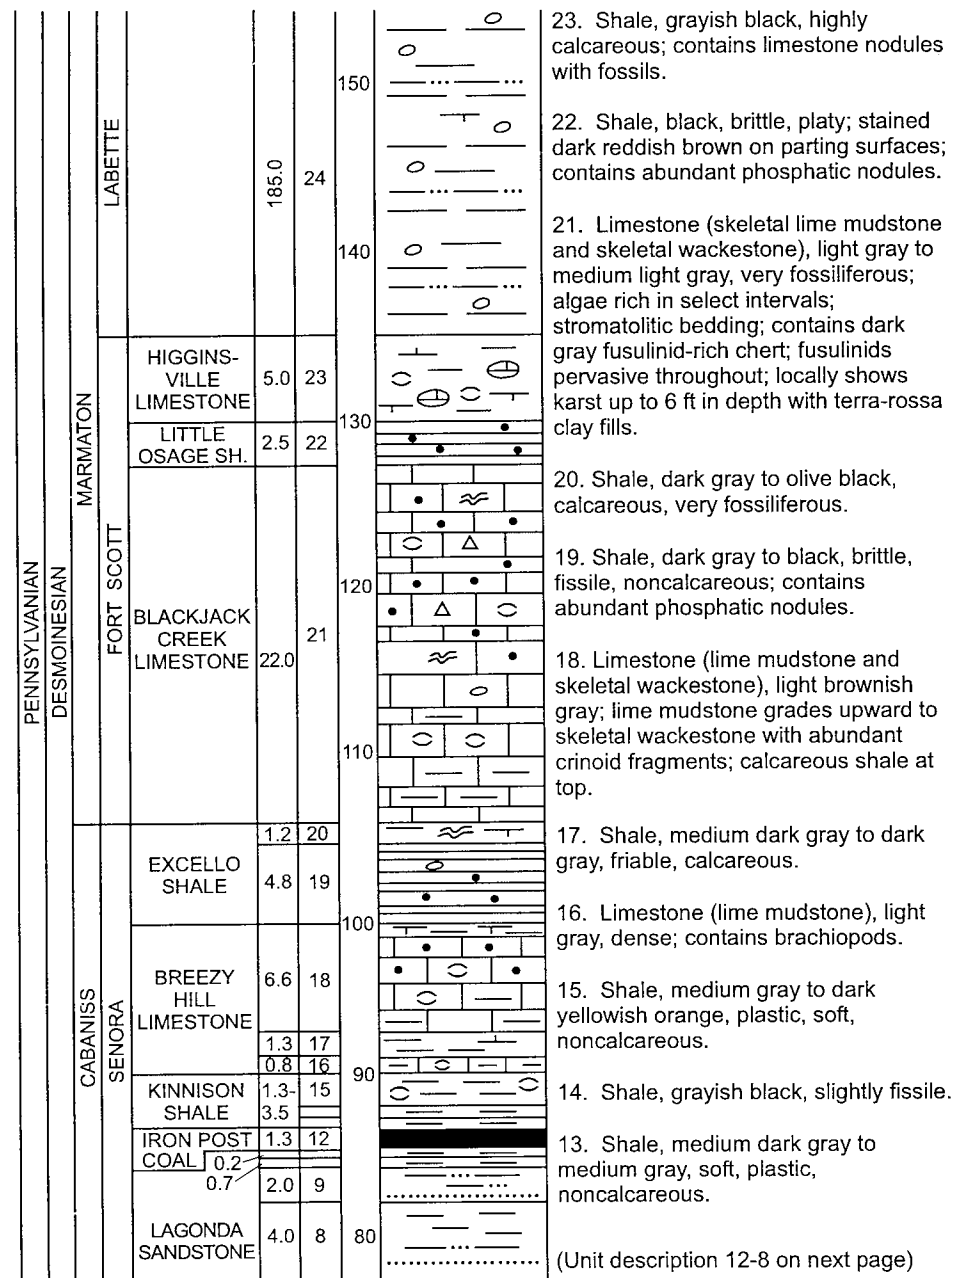 PENNSYLVANIAN
DESMOINESIAN
MARMATON
CABANISS
LABETTE
FORT SCOTT
SENORA
185.0 24
150
140
HIGGINS-
VILLE
LIMESTONE
5.0 23
130
LITTLE
OSAGE SH.
2.5 22
BLACKJACK
CREEK
LIMESTONE
22.0
21
120
110
1.2 20
EXCELLO
SHALE
4.8 19
100
BREEZY
HILL
LIMESTONE
6.6 18
1.3 17
0.8 16
90
KINNISON
SHALE
1.3-
3.5
15
IRON POST
COAL
1.3 12
0.2
0.7
2.0 9
LAGONDA
SANDSTONE
4.0 8
80
23. Shale, grayish black, highly
calcareous; contains limestone nodules
with fossils.
22. Shale, black, brittle, platy; stained
dark reddish brown on parting surfaces;
contains abundant phosphatic nodules.
21. Limestone (skeletal lime mudstone
and skeletal wackestone), light gray to
medium light gray, very fossiliferous;
algae rich in select intervals;
stromatolitic bedding; contains dark
gray fusulinid-rich chert; fusulinids
pervasive throughout; locally shows
karst up to 6 ft in depth with terra-rossa
clay fills.
20. Shale, dark gray to olive black,
calcareous, very fossiliferous.
19. Shale, dark gray to black, brittle,
fissile, noncalcareous; contains
abundant phosphatic nodules.
18. Limestone (lime mudstone and
skeletal wackestone), light brownish
gray; lime mudstone grades upward to
skeletal wackestone with abundant
crinoid fragments; calcareous shale at
top.
17. Shale, medium dark gray to dark
gray, friable, calcareous.
16. Limestone (lime mudstone), light
gray, dense; contains brachiopods.
15. Shale, medium gray to dark
yellowish orange, plastic, soft,
noncalcareous.
14. Shale, grayish black, slightly fissile.
13. Shale, medium dark gray to
medium gray, soft, plastic,
noncalcareous.
(Unit description 12-8 on next page)